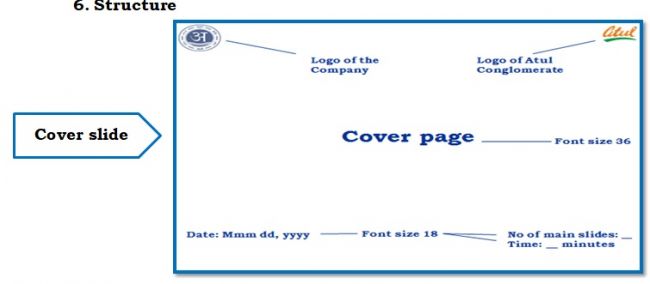 6. Structure
अ
Atul
Logo of the
Company
Logo of Atul
Conglomerate
Cover slide
Cover page
Font size 36
Date: Mmm dd, yyyy
Font size 18
No of main slides: __
Time: __ minutes